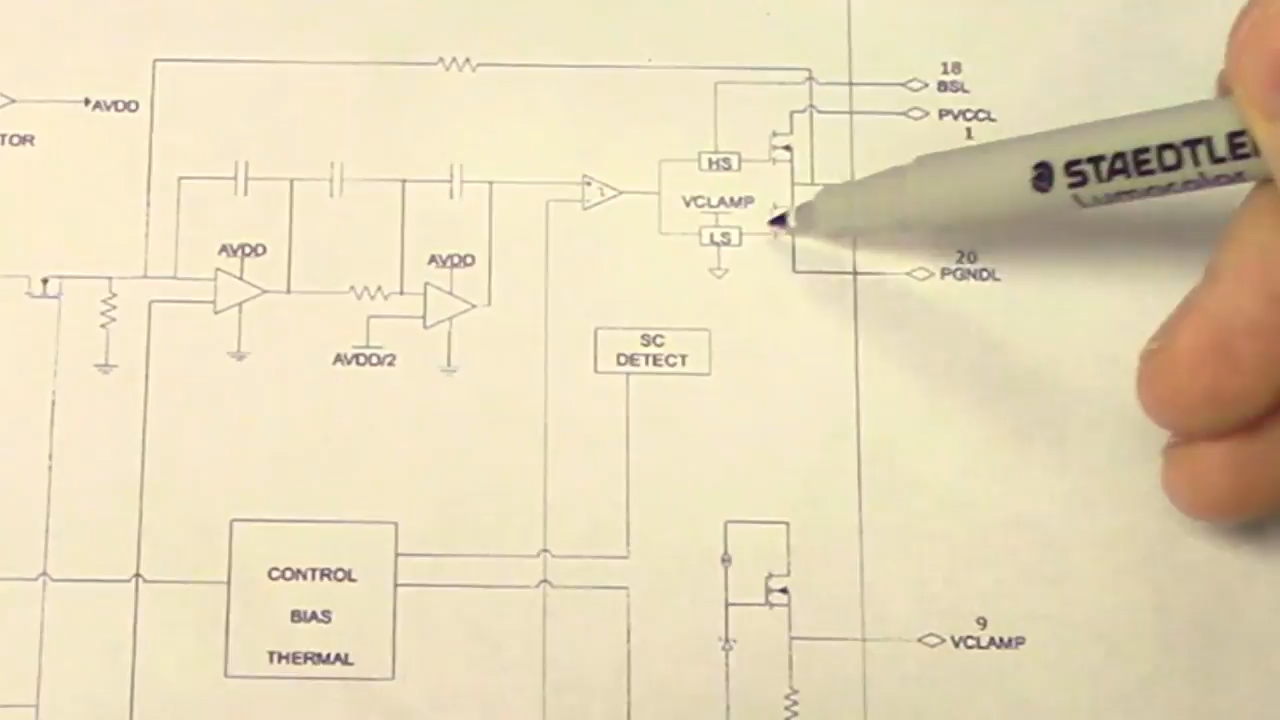 18
BSL
AVDD
PVCCL
1
TOR
STAEDTLE
Lumocolor
HS
VCLAMP
LS
AVDD
AVDD
20
PGNDL
SC
DETECT
AVDD/2
CONTROL
BIAS
THERMAL
9
VCLAMP